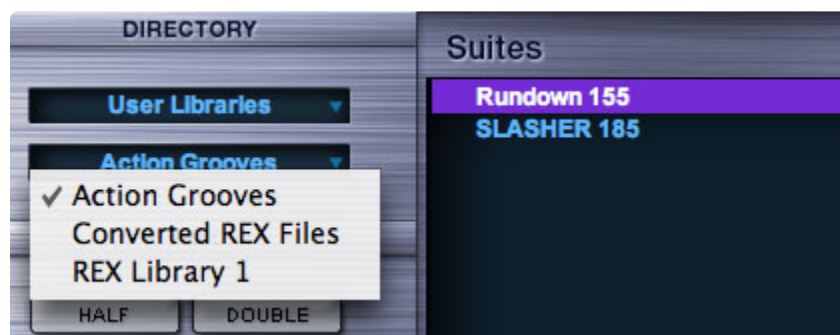 DIRECTORY
User Libraries
Action Grooves
Action Grooves
Converted REX Files
REX Library 1
HALF
DOUBLE
Suites
Rundown 155
SLASHER 185